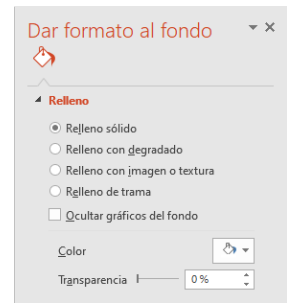 Dar formato al fondo
Relleno
Relleno sólido
Relleno con degradado
Relleno con imagen o textura
Relleno de trama
Ocultar gráficos del fondo
Color
Transparencia 0 %